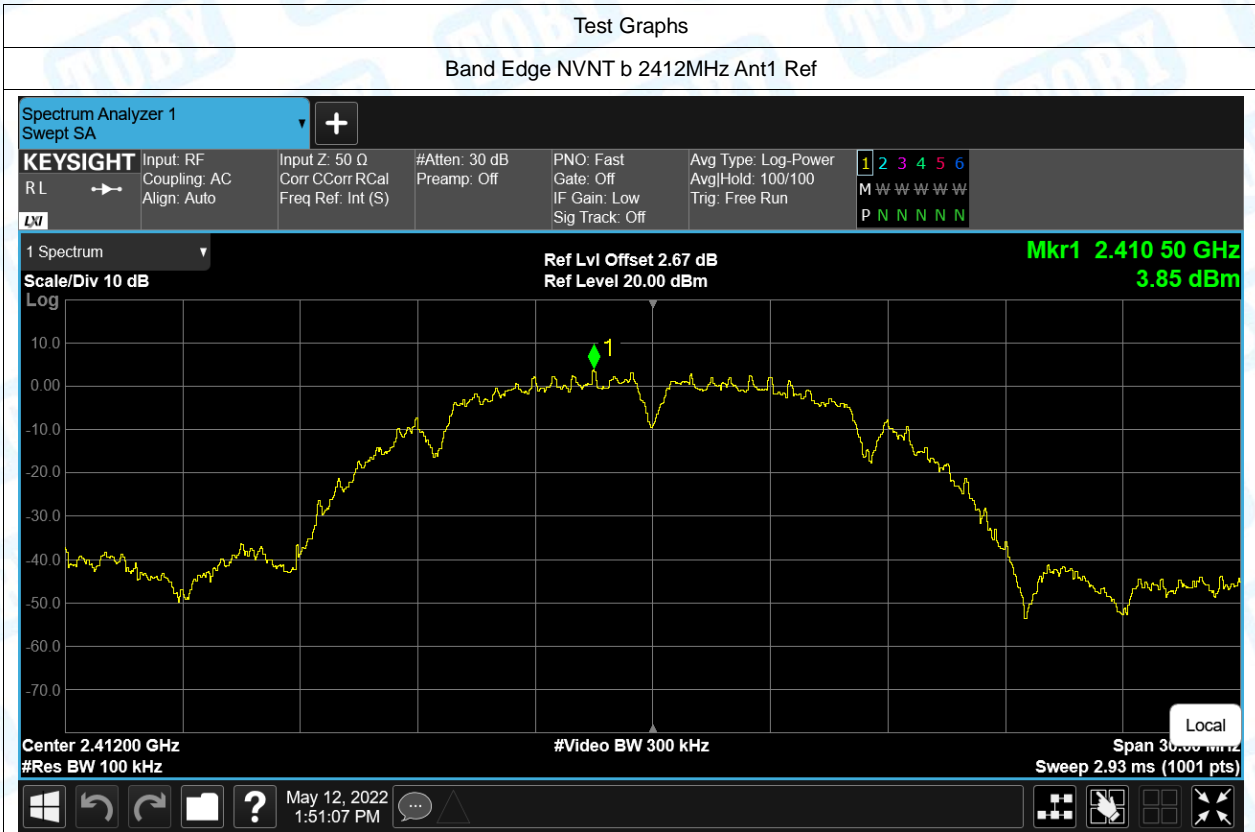 Test Graphs
Band Edge NVNT b 2412MHz Ant1 Ref
Spectrum Analyzer 1
Swept SA
+
KEYSIGHT
R L
LXI
Input: RF
Coupling: AC
Align: Auto
Input Z: 50 Ω
Corr CCorr RCal
Freq Ref: Int (S)
#Atten: 30 dB
Preamp: Off
PNO: Fast
Gate: Off
IF Gain: Low
Sig Track: Off
Avg Type: Log-Power
Avg|Hold: 100/100
Trig: Free Run
1 2 3 4 5 6
M W W W W W
P N N N N N
1 Spectrum
Scale/Div 10 dB
Log
Ref Lvl Offset 2.67 dB
Ref Level 20.00 dBm
Mkr1 2.410 50 GHz
3.85 dBm
1
10.0
0.00
-10.0
-20.0
-30.0
-40.0
-50.0
-60.0
-70.0
Local
Center 2.41200 GHz
#Res BW 100 kHz
#Video BW 300 kHz
Span 30.00 MHz
Sweep 2.93 ms (1001 pts)
?
May 12, 2022
1:51:07 PM
TOBY